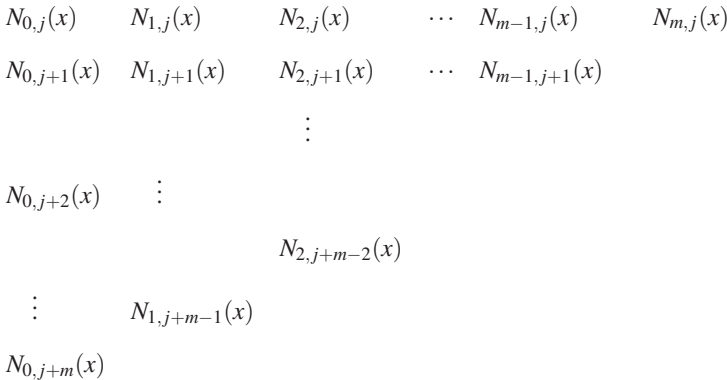 N_{0,j}(x) N_{1,j}(x) N_{2,j}(x) ⋯ N_{m−1,j}(x) N_{m,j}(x)
N_{0,j+1}(x) N_{1,j+1}(x) N_{2,j+1}(x) ⋯ N_{m−1,j+1}(x)
⋮
N_{0,j+2}(x) ⋮
N_{2,j+m−2}(x)
⋮ N_{1,j+m−1}(x)
N_{0,j+m}(x)